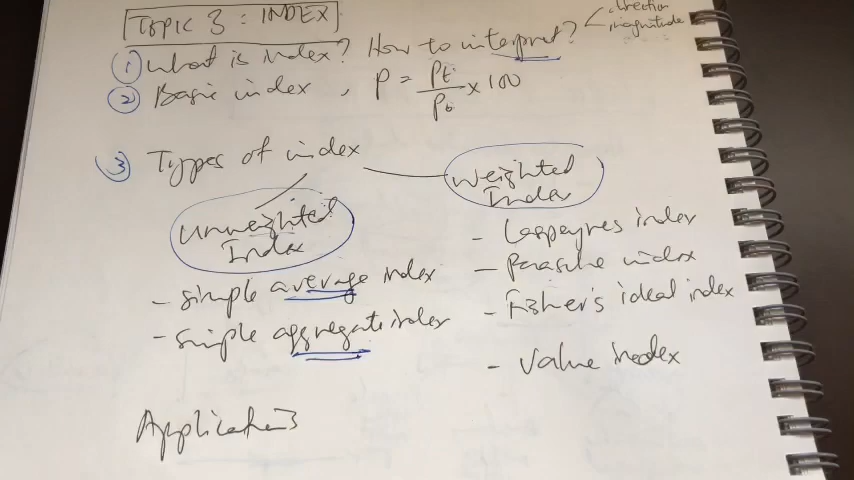 TOPIC 3 : INDEX
direction
magnitude
① What is index? How to interpret?
② Basic index, P = Pt/P0 x 100
③ Types of index
Unweighted Index
- simple average index
- simple aggregate index
Weighted Index
- Laspeyres index
- Paasche index
- Fisher's ideal index
- Value index
Applications